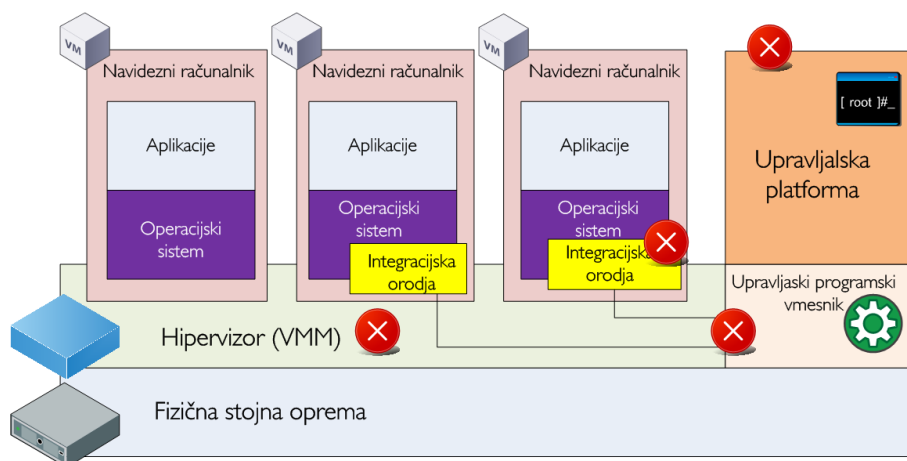 VM
Navidezni računalnik
Aplikacije
Operacijski
sistem
VM
Navidezni računalnik
Aplikacije
Operacijski
sistem
Integracijska
orodja
VM
Navidezni računalnik
Aplikacije
Operacijski
sistem
Integracijska
orodja
[ root ]#_
Upravljalska
platforma
Upravljaski programski
vmesnik
Hipervizor (VMM)
Fizična stojna oprema